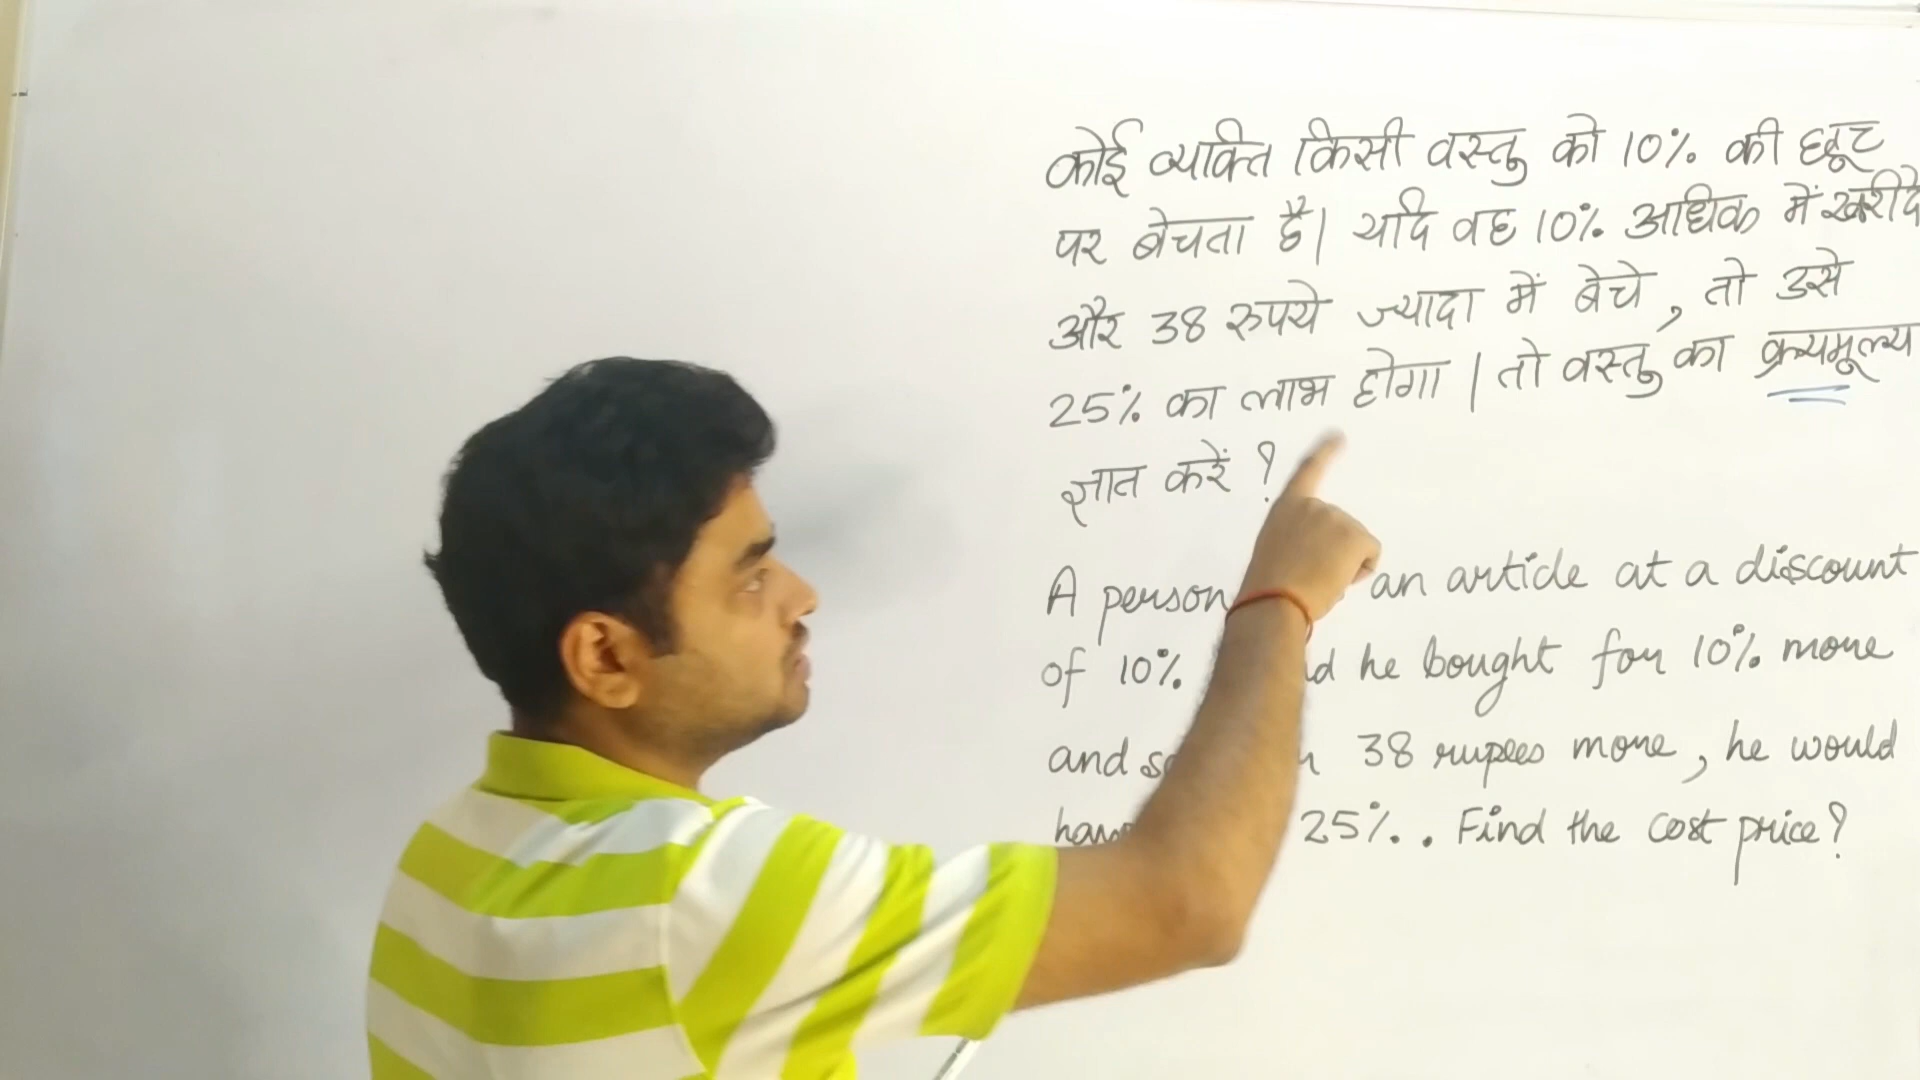 कोई व्यक्ति किसी वस्तु को 10% की छूट
पर बेचता है। यदि वह 10% अधिक में खरीदे
और 38 रुपये ज्यादा में बेचे, तो उसे
25% का लाभ होगा। तो वस्तु का क्रयमूल्य
ज्ञात करें ?
A person an article at a discount
of 10% he bought for 10% more
and 38 rupees more, he would
25%. . Find the cost price?